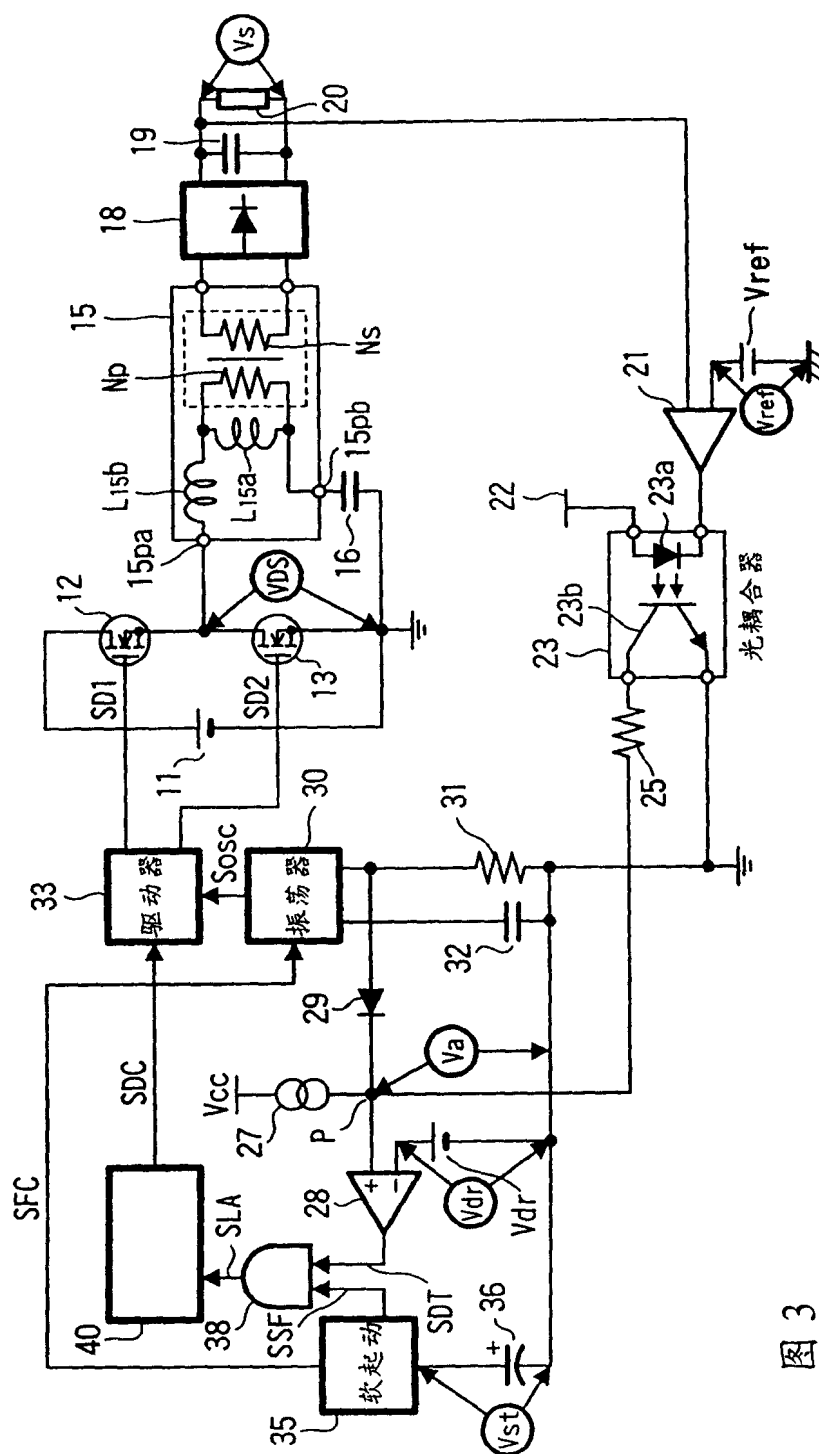 SFC
40
SDC
SLA
38
SSF
SDT
软起动
35
36
Vst
28
Vdr
Vdr
P
Va
Vcc
27
29
33
驱动器
Sosc
30
振荡器
32
31
SD1
SD2
11
12
13
VDS
15pa
L15b
L15a
Np
Ns
15
15pb
16
18
19
20
Vs
21
Vref
Vref
22
23a
23b
23
光耦合器
25
图 3